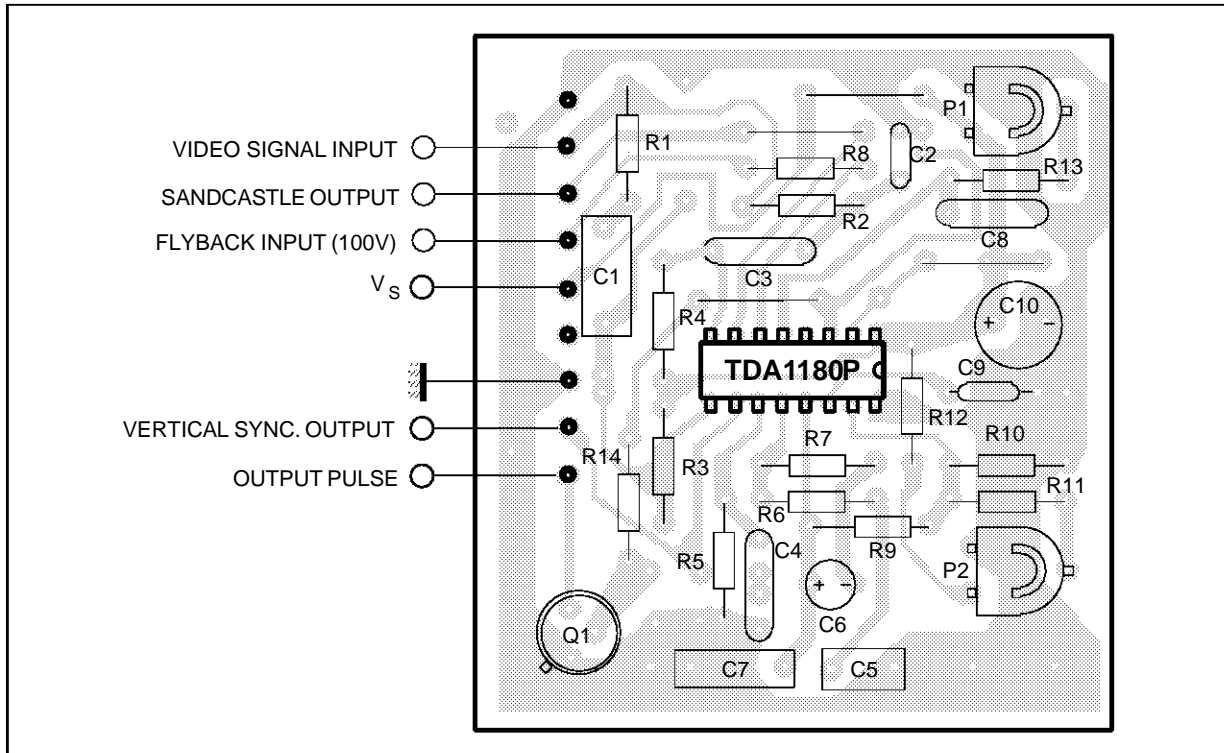 P1
VIDEO SIGNAL INPUT
R1
R8
C2
R13
SANDCASTLE OUTPUT
R2
C8
FLYBACK INPUT (100V)
C1
C3
VS
R4
C10
+ −
TDA1180P
C9
R12
VERTICAL SYNC. OUTPUT
R14
R3
R7
R10
OUTPUT PULSE
R11
R6
R5
C4
R9
P2
+ −
C6
Q1
C7
C5